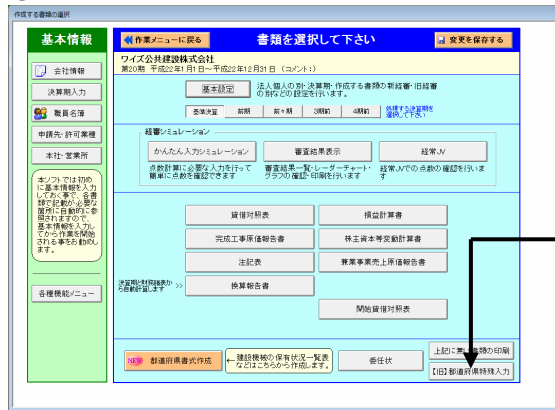 作成する書類の選択
基本情報
会社情報
決算期入力
職員名簿
申請先・許可業種
本社・営業所
本ソフトでは初め
に基本情報を入力
しておく事で、各書
類で記載が必要な
箇所に自動的に参
照されますので、
基本情報を入力し
てから作業を開始
される事をお勧めし
ます。
各種機能メニュー
作業メニューに戻る
書類を選択して下さい
変更を保存する
ワイズ公共建設株式会社
第20期 平成22年1月1日~平成22年12月31日 (コメント:)
基本設定
法人個人の別・決算期・作成する書類の新経審・旧経審
の別などの設定を行います。
基準決算 前期 前々期 3期前 4期前
処理する決算期を
選択して下さい
経審シミュレーション
かんたん入力シミュレーション
点数計算に必要な入力を行って
簡単に点数を確認できます
審査結果表示
審査結果一覧・レーダーチャート・
グラフの確認・印刷を行います
経常JV
経常JVでの点数の確認を行いま
す
貸借対照表
損益計算書
完成工事原価報告書
株主資本等変動計算書
注記表
兼業事業売上原価報告書
決算期と財務諸表か
ら自動計算します >>
換算報告書
開始貸借対照表
NEW 都道府県書式作成
←建設機械の保有状況一覧表
などはこちらから作成しま
す。
委任状
上記に無い書類の印刷
【旧】都道府県特殊入力